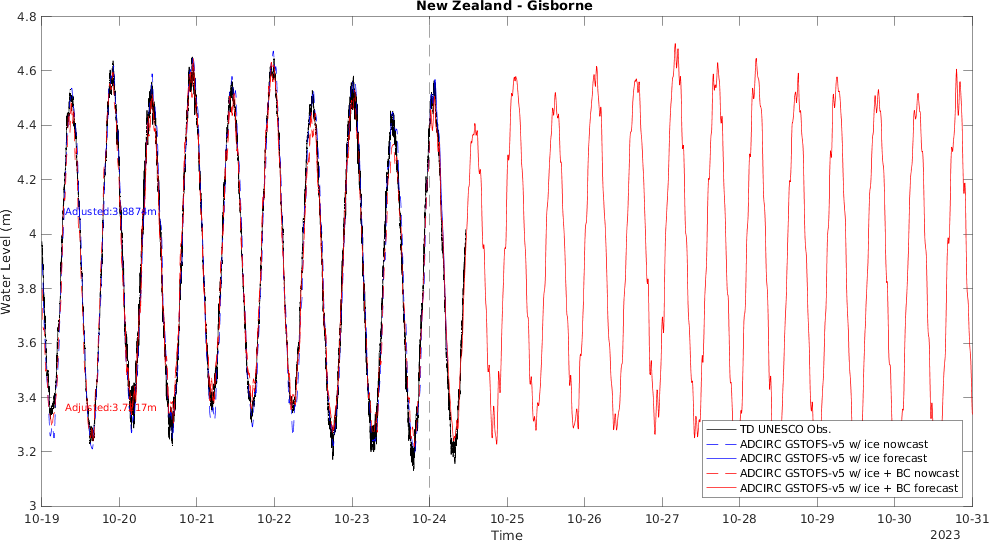 New Zealand - Gisborne
4.8
4.6
4.4
4.2
4
3.8
3.6
3.4
3.2
3
Water Level (m)
Adjusted:3.8874m
10-19
10-20
10-21
10-22
10-23
10-24
10-25
10-26
10-27
10-28
10-29
10-30
10-31
Time
2023
TD UNESCO Obs.
ADCIRC GSTOFS-v5 w/ ice nowcast
ADCIRC GSTOFS-v5 w/ ice forecast
ADCIRC GSTOFS-v5 w/ ice + BC nowcast
ADCIRC GSTOFS-v5 w/ ice + BC forecast